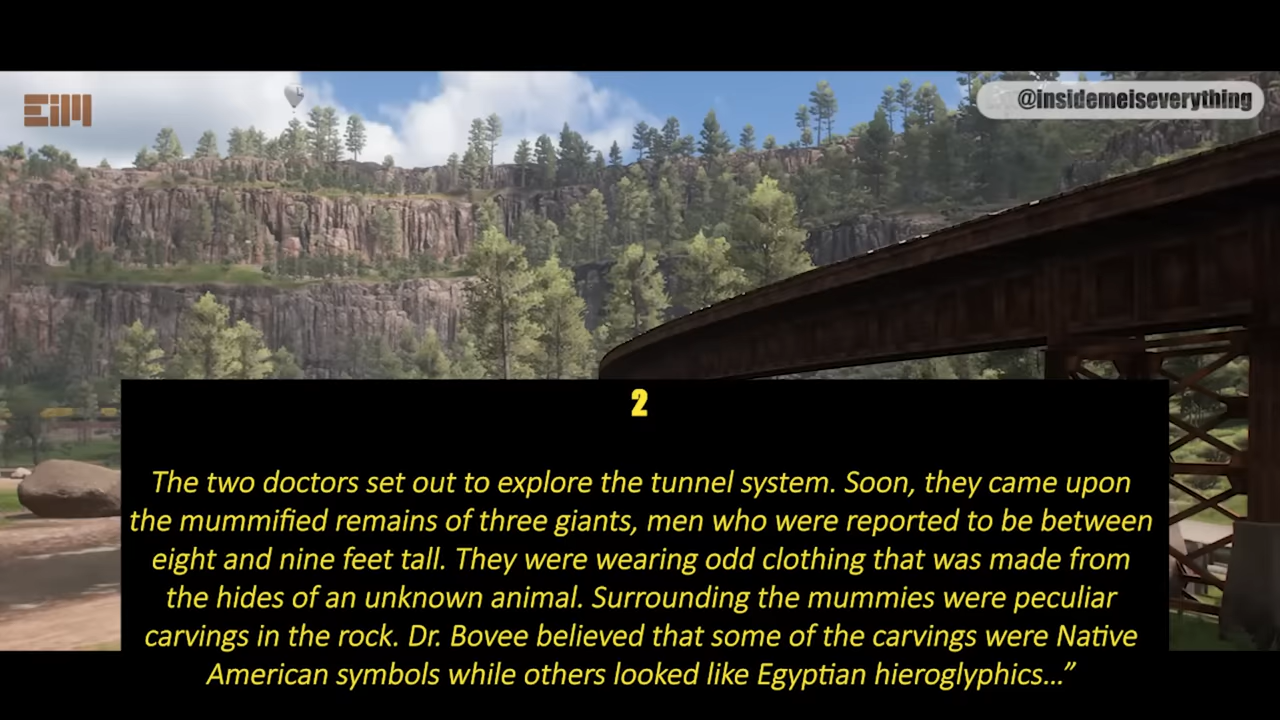 EiM
@insidemeiseverything
2
The two doctors set out to explore the tunnel system. Soon, they came upon
the mummified remains of three giants, men who were reported to be between
eight and nine feet tall. They were wearing odd clothing that was made from
the hides of an unknown animal. Surrounding the mummies were peculiar
carvings in the rock. Dr. Bovee believed that some of the carvings were Native
American symbols while others looked like Egyptian hieroglyphics...”